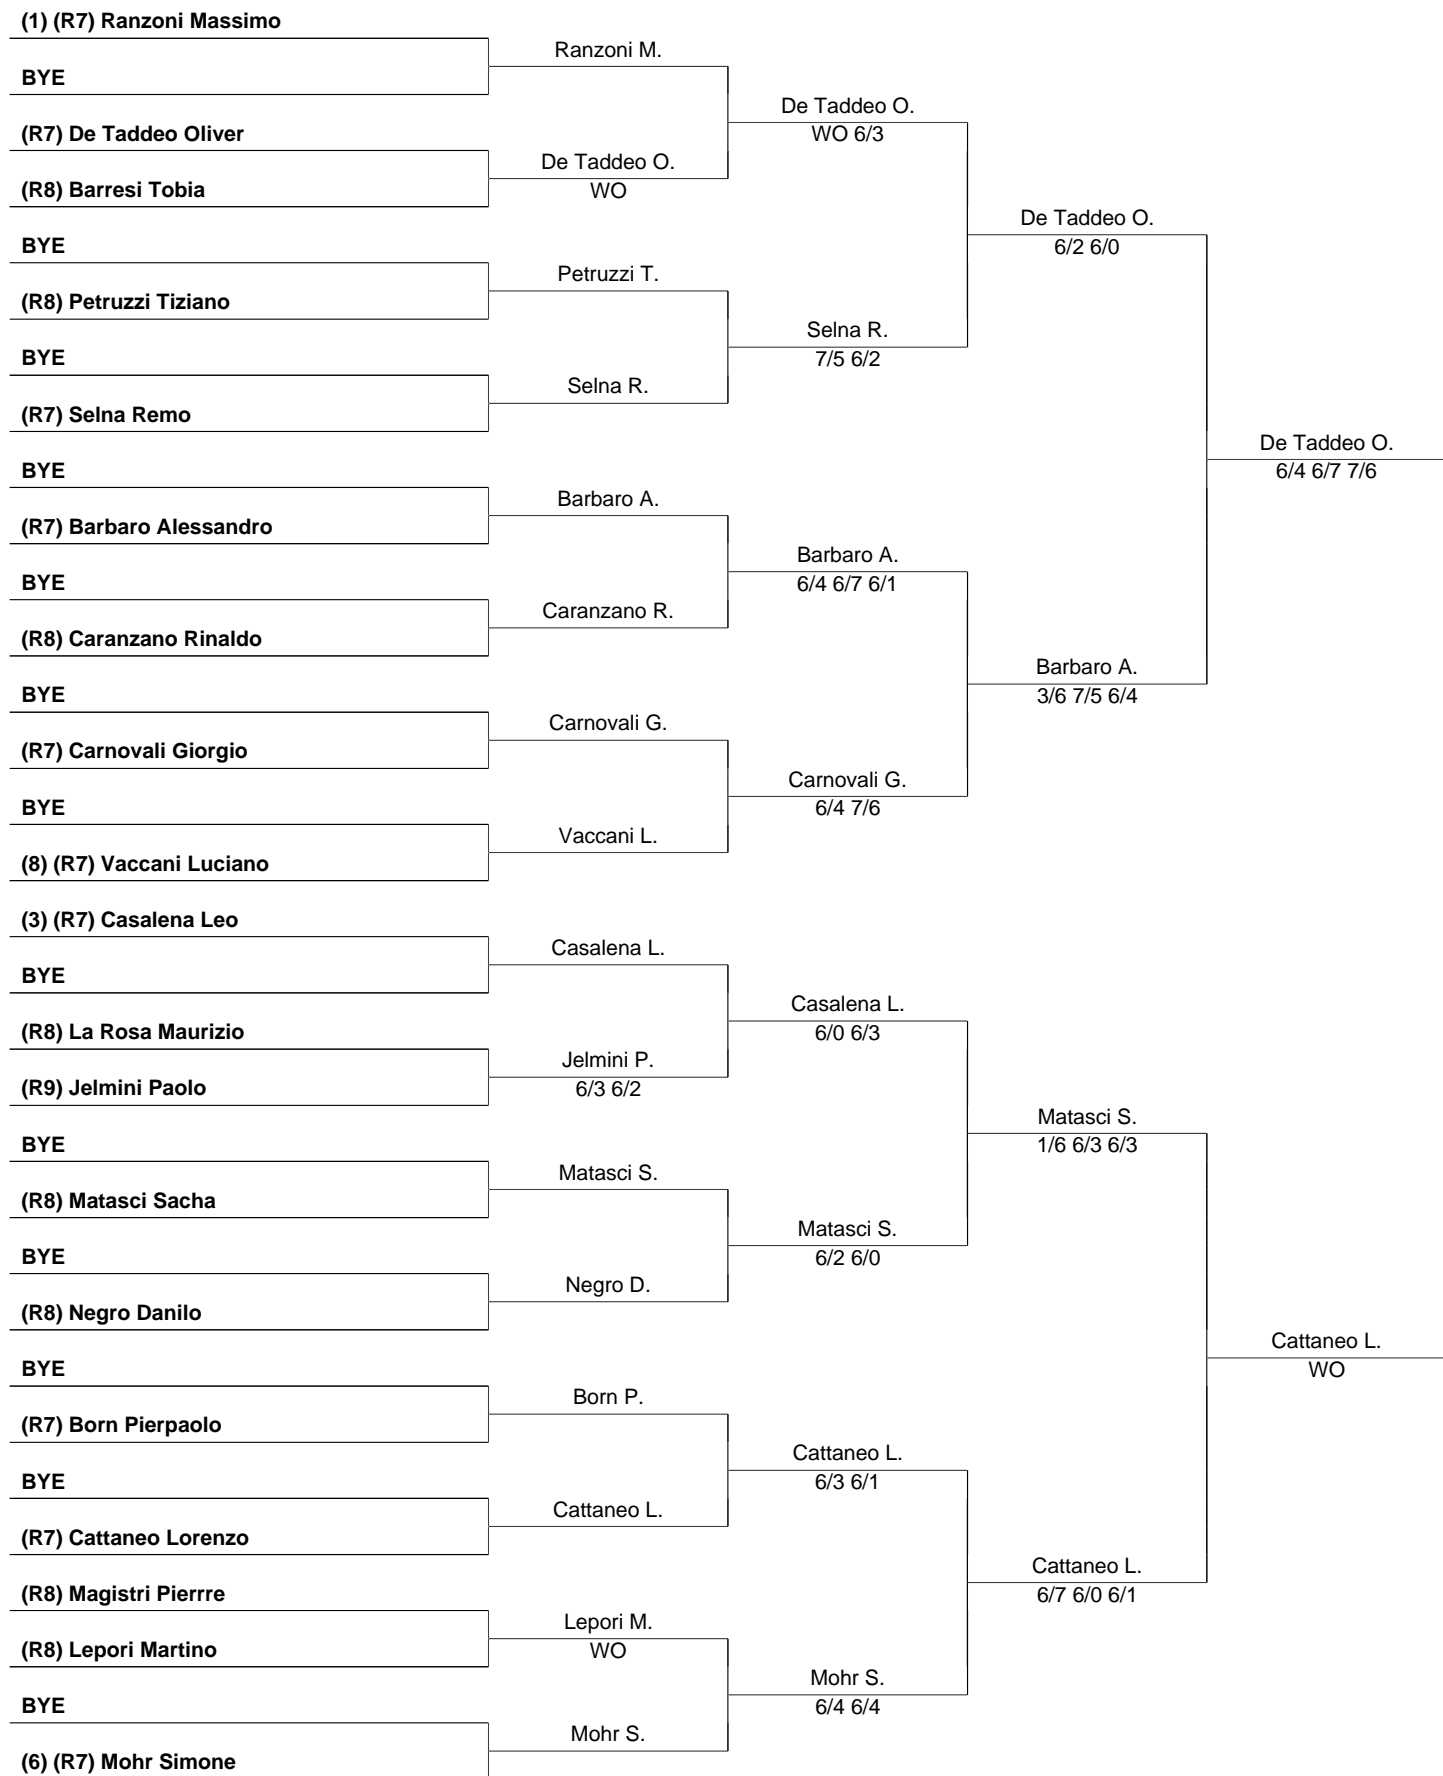 (1) (R7) Ranzoni Massimo
Ranzoni M.
BYE
De Taddeo O.
WO 6/3
(R7) De Taddeo Oliver
De Taddeo O.
WO
(R8) Barresi Tobia
De Taddeo O.
6/2 6/0
BYE
Petruzzi T.
(R8) Petruzzi Tiziano
Selna R.
7/5 6/2
BYE
Selna R.
(R7) Selna Remo
De Taddeo O.
6/4 6/7 7/6
BYE
Barbaro A.
(R7) Barbaro Alessandro
Barbaro A.
6/4 6/7 6/1
BYE
Caranzano R.
(R8) Caranzano Rinaldo
Barbaro A.
3/6 7/5 6/4
BYE
Carnovali G.
(R7) Carnovali Giorgio
Carnovali G.
6/4 7/6
BYE
Vaccani L.
(8) (R7) Vaccani Luciano
(3) (R7) Casalena Leo
Casalena L.
BYE
Casalena L.
6/0 6/3
(R8) La Rosa Maurizio
Jelmini P.
6/3 6/2
(R9) Jelmini Paolo
Matasci S.
1/6 6/3 6/3
BYE
Matasci S.
(R8) Matasci Sacha
Matasci S.
6/2 6/0
BYE
Negro D.
(R8) Negro Danilo
Cattaneo L.
WO
BYE
Born P.
(R7) Born Pierpaolo
Cattaneo L.
6/3 6/1
BYE
Cattaneo L.
(R7) Cattaneo Lorenzo
Cattaneo L.
6/7 6/0 6/1
(R8) Magistri Pierrre
Lepori M.
WO
(R8) Lepori Martino
Mohr S.
6/4 6/4
BYE
Mohr S.
(6) (R7) Mohr Simone